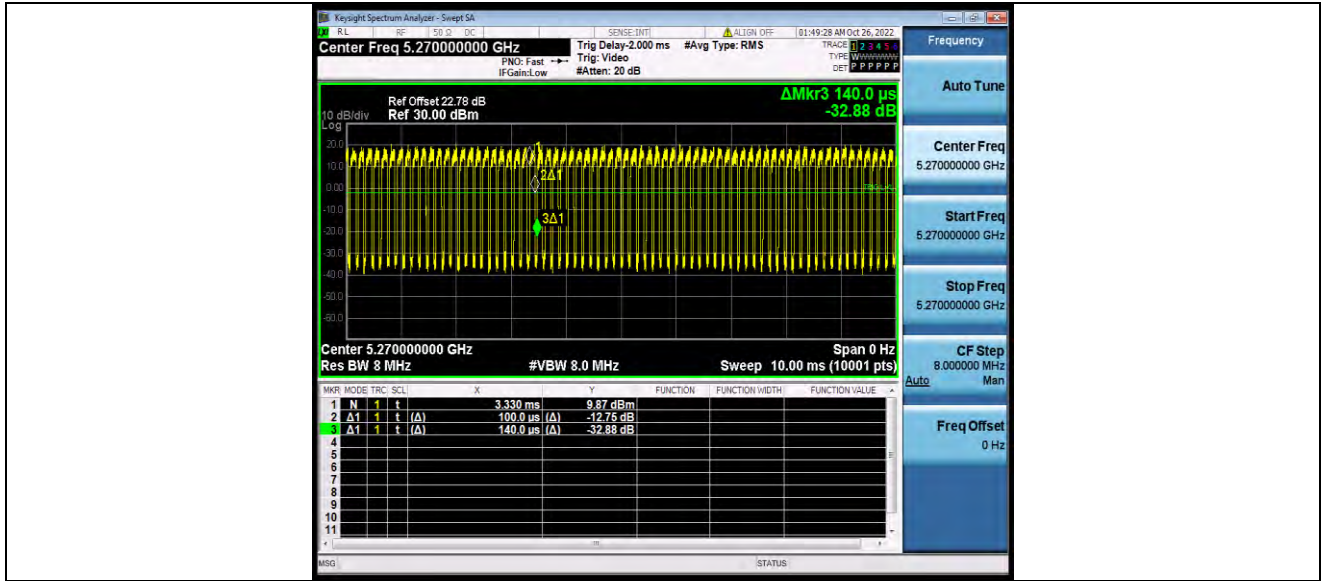 Keysight Spectrum Analyzer - Swept SA
RL RF 50 Ω DC SENSE:INT ALIGN OFF 01:49:28 AM Oct 26, 2022
Center Freq 5.270000000 GHz
PNO: Fast
IFGain:Low
Trig Delay-2.000 ms
Trig: Video
#Atten: 20 dB
#Avg Type: RMS
TRACE 1 2 3 4 5 6
TYPE WWWWWW
DET P P P P P P
ΔMkr3 140.0 µs
-32.88 dB
Ref Offset 22.78 dB
10 dB/div Ref 30.00 dBm
Log
20.0
10.0
0.00
-10.0
-20.0
-30.0
-40.0
-50.0
-60.0
1
2Δ1
3Δ1
Center 5.270000000 GHz Span 0 Hz
Res BW 8 MHz #VBW 8.0 MHz Sweep 10.00 ms (10001 pts)
MKR MODE TRC SCL X Y FUNCTION FUNCTION WIDTH FUNCTION VALUE
1 N 1 t 3.330 ms 9.87 dBm
2 Δ1 1 t (Δ) 100.0 µs (Δ) -12.75 dB
3 Δ1 1 t (Δ) 140.0 µs (Δ) -32.88 dB
4
5
6
7
8
9
10
11
MSG STATUS
Frequency
Auto Tune
Center Freq
5.270000000 GHz
Start Freq
5.270000000 GHz
Stop Freq
5.270000000 GHz
CF Step
8.000000 MHz
Auto Man
Freq Offset
0 Hz